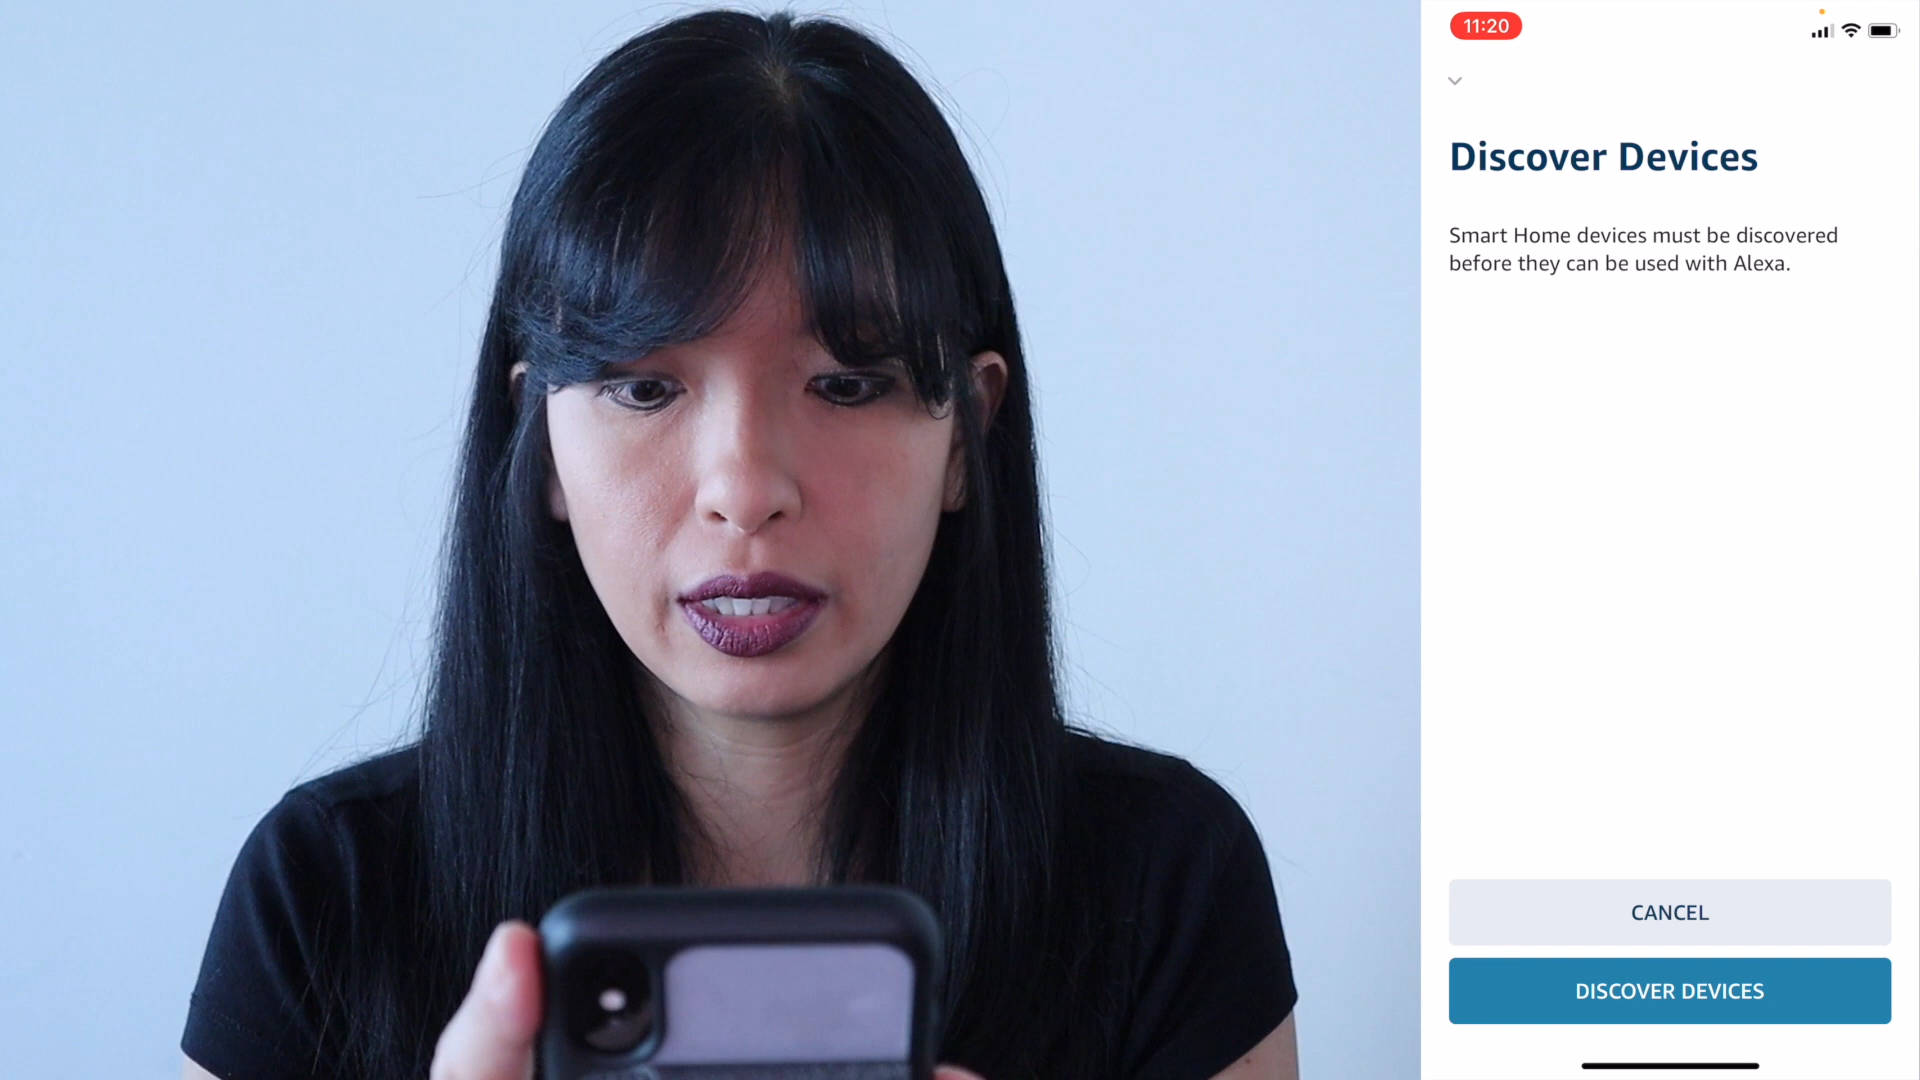 11:20
Discover Devices
Smart Home devices must be discovered
before they can be used with Alexa.
CANCEL
DISCOVER DEVICES